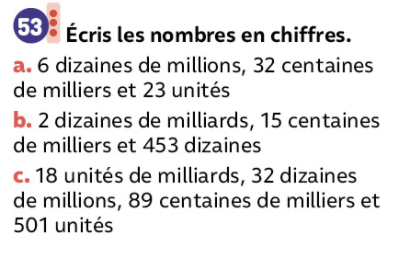 53 Écris les nombres en chiffres.
a. 6 dizaines de millions, 32 centaines
de milliers et 23 unités
b. 2 dizaines de milliards, 15 centaines
de milliers et 453 dizaines
c. 18 unités de milliards, 32 dizaines
de millions, 89 centaines de milliers et
501 unités